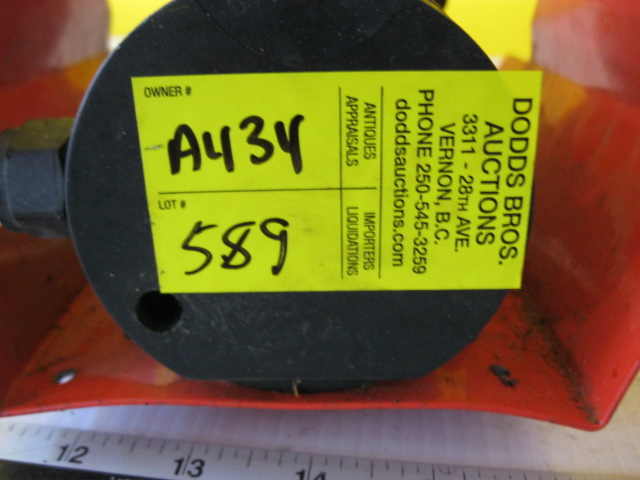 OWNER #
A434
LOT #
589
ANTIQUES
APPRAISALS
IMPORTERS
LIQUIDATIONS
DODDS BROS.
AUCTIONS
3311 - 28TH AVE.
VERNON, B.C.
PHONE 250-545-3259
doddsauctions.com
12
13
14